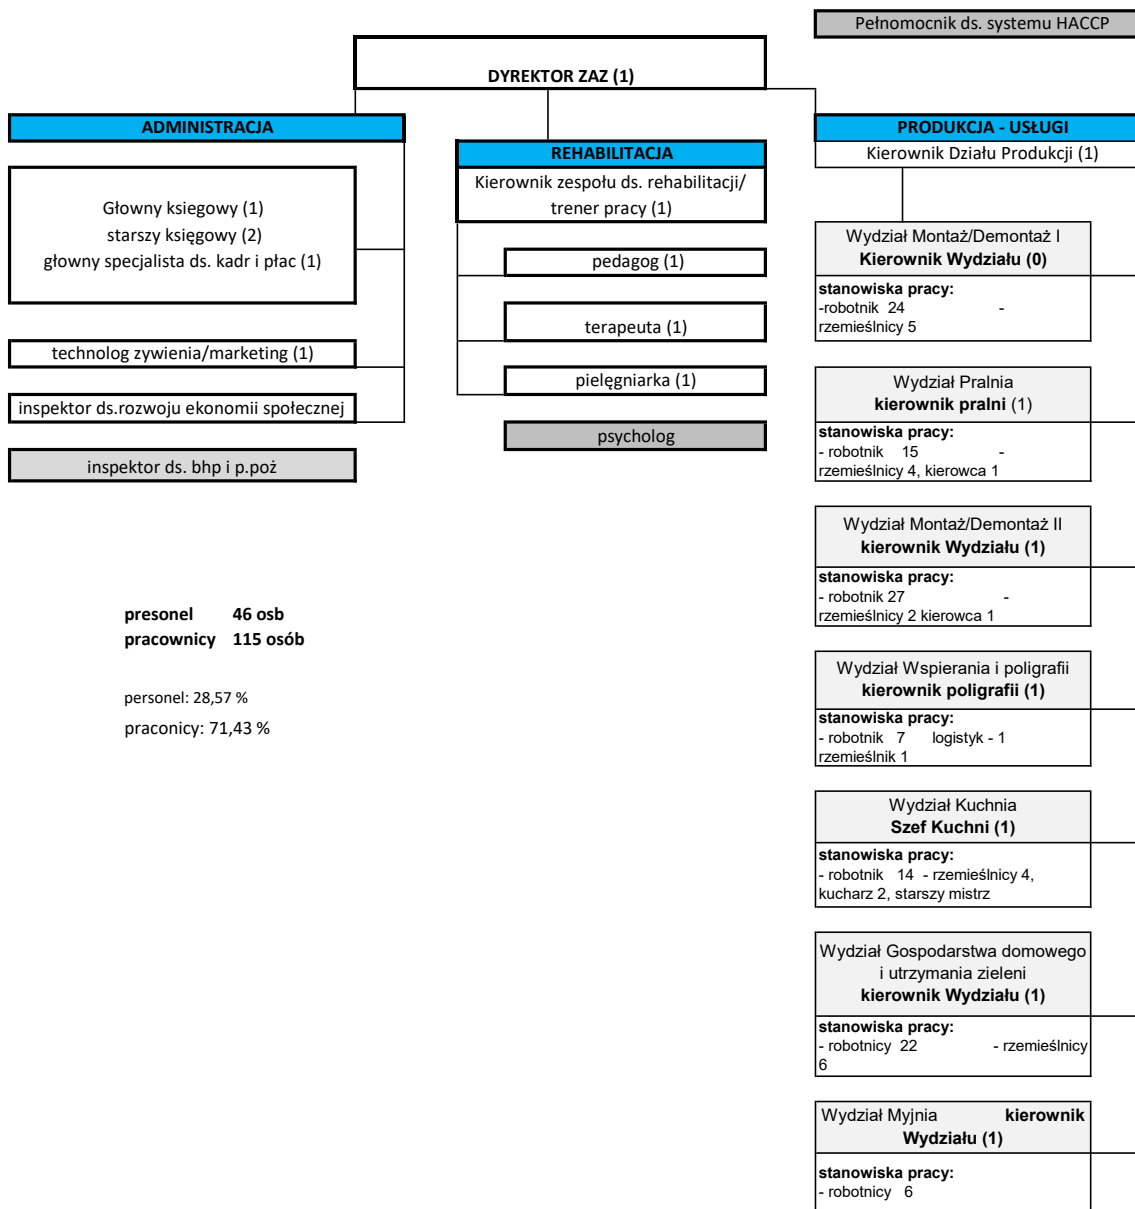 Pełnomocnik ds. systemu HACCP
DYREKTOR ZAZ (1)
ADMINISTRACJA
Głowny ksiegowy (1)
starszy księgowy (2)
głowny specjalista ds. kadr i płac (1)
technolog zywienia/marketing (1)
inspektor ds.rozwoju ekonomii społecznej
inspektor ds. bhp i p.poż
presonel 46 osb
pracownicy 115 osób
personel: 28,57 %
praconicy: 71,43 %
REHABILITACJA
Kierownik zespołu ds. rehabilitacji/
trener pracy (1)
pedagog (1)
terapeuta (1)
pielęgniarka (1)
psycholog
PRODUKCJA - USŁUGI
Kierownik Działu Produkcji (1)
Wydział Montaż/Demontaż I
Kierownik Wydziału (0)
stanowiska pracy:
-robotnik 24 -
rzemieślnicy 5
Wydział Pralnia
kierownik pralni (1)
stanowiska pracy:
- robotnik 15 -
rzemieślnicy 4, kierowca 1
Wydział Montaż/Demontaż II
kierownik Wydziału (1)
stanowiska pracy:
- robotnik 27 -
rzemieślnicy 2 kierowca 1
Wydział Wspierania i poligrafii
kierownik poligrafii (1)
stanowiska pracy:
- robotnik 7 logistyk - 1
rzemieślnik 1
Wydział Kuchnia
Szef Kuchni (1)
stanowiska pracy:
- robotnik 14 - rzemieślnicy 4,
kucharz 2, starszy mistrz
Wydział Gospodarstwa domowego
i utrzymania zieleni
kierownik Wydziału (1)
stanowiska pracy:
- robotnicy 22 - rzemieślnicy
6
Wydział Myjnia kierownik
Wydziału (1)
stanowiska pracy:
- robotnicy 6